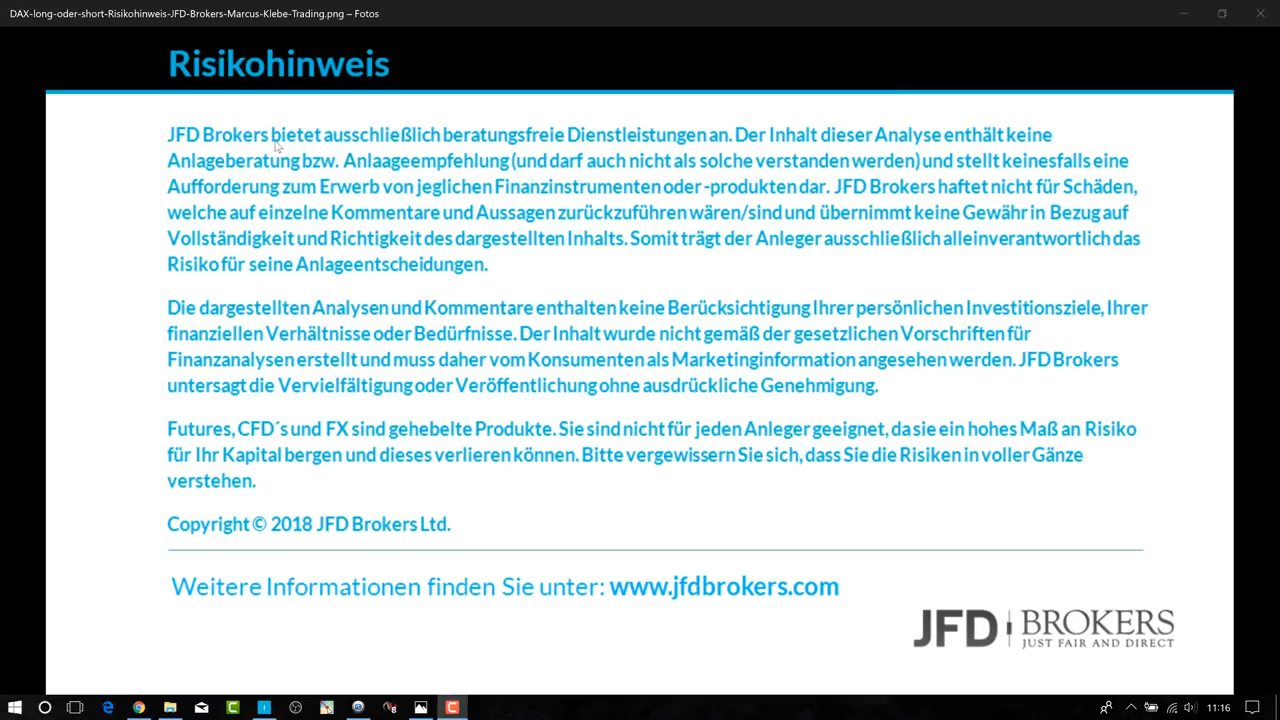 DAX-long-oder-short-Risikohinweis-JFD-Brokers-Marcus-Klebe-Trading.png – Fotos
Risikohinweis
JFD Brokers bietet ausschließlich beratungsfreie Dienstleistungen an. Der Inhalt dieser Analyse enthält keine
Anlageberatung bzw. Anlaageempfehlung (und darf auch nicht als solche verstanden werden) und stellt keinesfalls eine
Aufforderung zum Erwerb von jeglichen Finanzinstrumenten oder -produkten dar. JFD Brokers haftet nicht für Schäden,
welche auf einzelne Kommentare und Aussagen zurückzuführen wären/sind und übernimmt keine Gewähr in Bezug auf
Vollständigkeit und Richtigkeit des dargestellten Inhalts. Somit trägt der Anleger ausschließlich alleinverantwortlich das
Risiko für seine Anlageentscheidungen.
Die dargestellten Analysen und Kommentare enthalten keine Berücksichtigung Ihrer persönlichen Investitionsziele, Ihrer
finanziellen Verhältnisse oder Bedürfnisse. Der Inhalt wurde nicht gemäß der gesetzlichen Vorschriften für
Finanzanalysen erstellt und muss daher vom Konsumenten als Marketinginformation angesehen werden. JFD Brokers
untersagt die Vervielfältigung oder Veröffentlichung ohne ausdrückliche Genehmigung.
Futures, CFD´s und FX sind gehebelte Produkte. Sie sind nicht für jeden Anleger geeignet, da sie ein hohes Maß an Risiko
für Ihr Kapital bergen und dieses verlieren können. Bitte vergewissern Sie sich, dass Sie die Risiken in voller Gänze
verstehen.
Copyright © 2018 JFD Brokers Ltd.
Weitere Informationen finden Sie unter: www.jfdbrokers.com
JFD BROKERS
JUST FAIR AND DIRECT
11:16